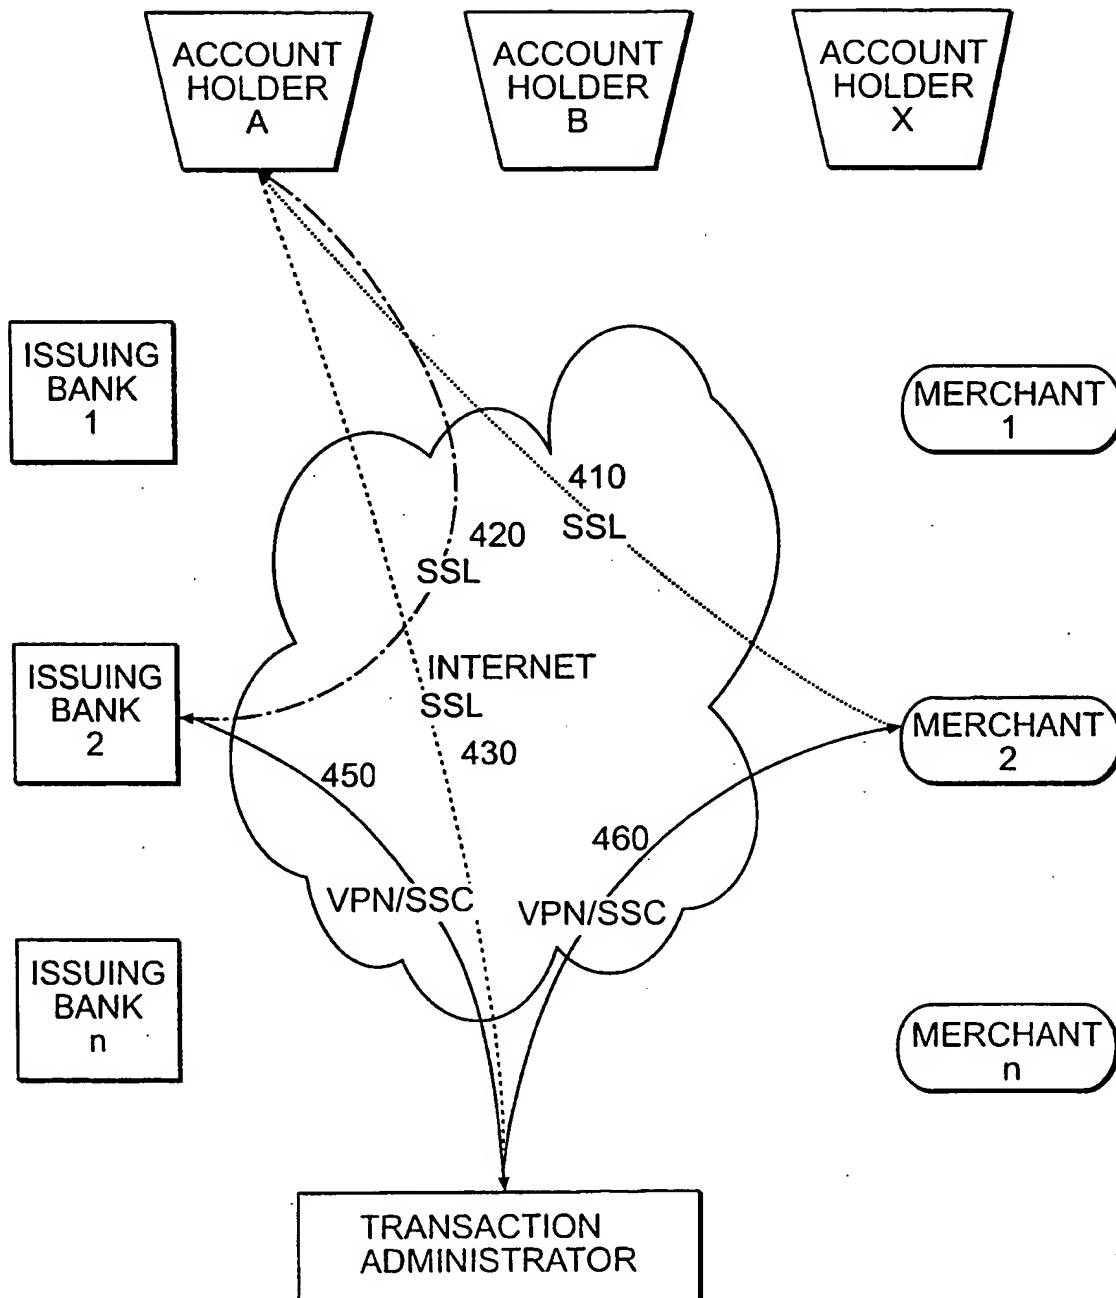 ACCOUNT
HOLDER
A
ACCOUNT
HOLDER
B
ACCOUNT
HOLDER
X
ISSUING
BANK
1
MERCHANT
1
410
SSL
420
SSL
ISSUING
BANK
2
INTERNET
SSL
430
MERCHANT
2
450
460
VPN/SSC
VPN/SSC
ISSUING
BANK
n
MERCHANT
n
TRANSACTION
ADMINISTRATOR